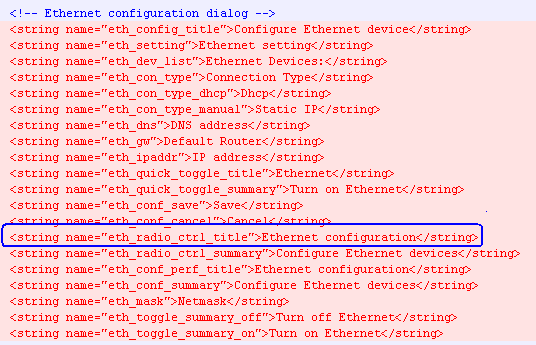 <!-- Ethernet configuration dialog -->
<string name="eth_config_title">Configure Ethernet device</string>
<string name="eth_setting">Ethernet setting</string>
<string name="eth_dev_list">Ethernet Devices:</string>
<string name="eth_con_type">Connection Type</string>
<string name="eth_con_type_dhcp">Dhcp</string>
<string name="eth_con_type_manual">Static IP</string>
<string name="eth_dns">DNS address</string>
<string name="eth_gw">Default Router</string>
<string name="eth_ipaddr">IP address</string>
<string name="eth_quick_toggle_title">Ethernet</string>
<string name="eth_quick_toggle_summary">Turn on Ethernet</string>
<string name="eth_conf_save">Save</string>
<string name="eth_conf_cancel">Cancel</string>
<string name="eth_radio_ctrl_title">Ethernet configuration</string>
<string name="eth_radio_ctrl_summary">Configure Ethernet devices</string>
<string name="eth_conf_perf_title">Ethernet configuration</string>
<string name="eth_conf_summary">Configure Ethernet devices</string>
<string name="eth_mask">Netmask</string>
<string name="eth_toggle_summary_off">Turn off Ethernet</string>
<string name="eth_toggle_summary_on">Turn on Ethernet</string>